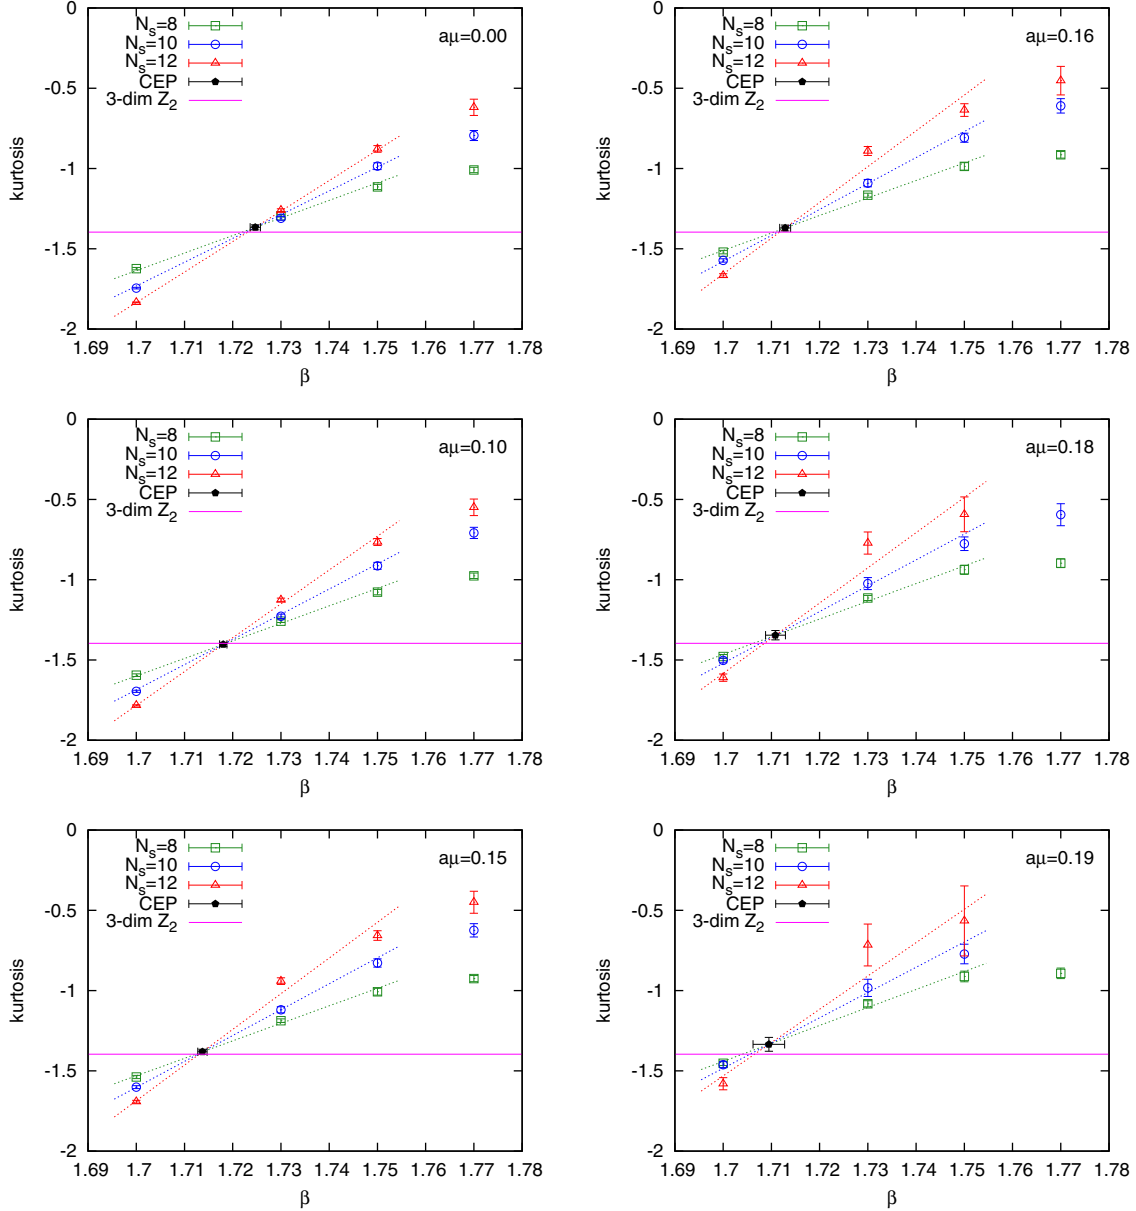 0
-0.5
-1
-1.5
-2
1.69 1.7 1.71 1.72 1.73 1.74 1.75 1.76 1.77 1.78
kurtosis
β
N_s=8
N_s=10
N_s=12
CEP
3-dim Z_2
aμ=0.00
0
-0.5
-1
-1.5
-2
1.69 1.7 1.71 1.72 1.73 1.74 1.75 1.76 1.77 1.78
kurtosis
β
N_s=8
N_s=10
N_s=12
CEP
3-dim Z_2
aμ=0.16
0
-0.5
-1
-1.5
-2
1.69 1.7 1.71 1.72 1.73 1.74 1.75 1.76 1.77 1.78
kurtosis
β
N_s=8
N_s=10
N_s=12
CEP
3-dim Z_2
aμ=0.10
0
-0.5
-1
-1.5
-2
1.69 1.7 1.71 1.72 1.73 1.74 1.75 1.76 1.77 1.78
kurtosis
β
N_s=8
N_s=10
N_s=12
CEP
3-dim Z_2
aμ=0.18
0
-0.5
-1
-1.5
-2
1.69 1.7 1.71 1.72 1.73 1.74 1.75 1.76 1.77 1.78
kurtosis
β
N_s=8
N_s=10
N_s=12
CEP
3-dim Z_2
aμ=0.15
0
-0.5
-1
-1.5
-2
1.69 1.7 1.71 1.72 1.73 1.74 1.75 1.76 1.77 1.78
kurtosis
β
N_s=8
N_s=10
N_s=12
CEP
3-dim Z_2
aμ=0.19